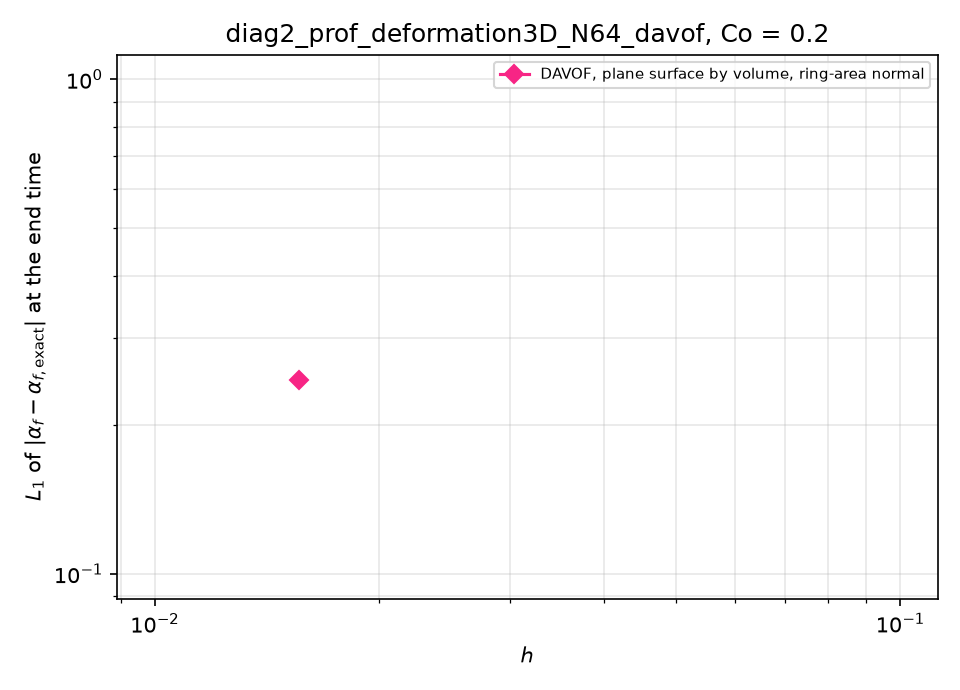 diag2_prof_deformation3D_N64_davof, Co = 0.2
DAVOF, plane surface by volume, ring-area normal
L₁ of |α_f − α_{f,exact}| at the end time
10⁰
10⁻¹
10⁻²
10⁻¹
h